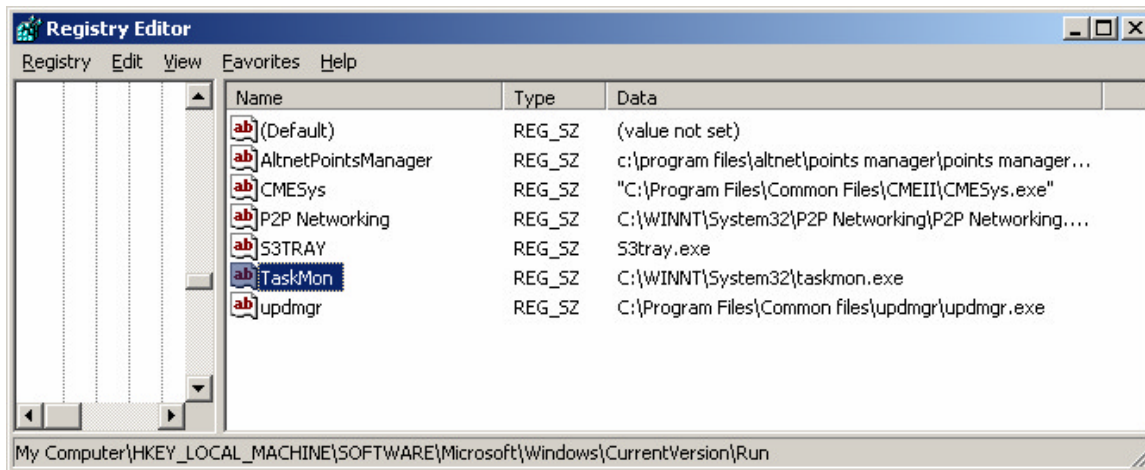 Registry Editor
Registry Edit View Favorites Help
Name Type Data
(Default) REG_SZ (value not set)
AltnetPointsManager REG_SZ c:\program files\altnet\points manager\points manager...
CMESys REG_SZ "C:\Program Files\Common Files\CMEII\CMESys.exe"
P2P Networking REG_SZ C:\WINNT\System32\P2P Networking\P2P Networking....
S3TRAY REG_SZ S3tray.exe
TaskMon REG_SZ C:\WINNT\System32\taskmon.exe
updmgr REG_SZ C:\Program Files\Common files\updmgr\updmgr.exe
My Computer\HKEY_LOCAL_MACHINE\SOFTWARE\Microsoft\Windows\CurrentVersion\Run